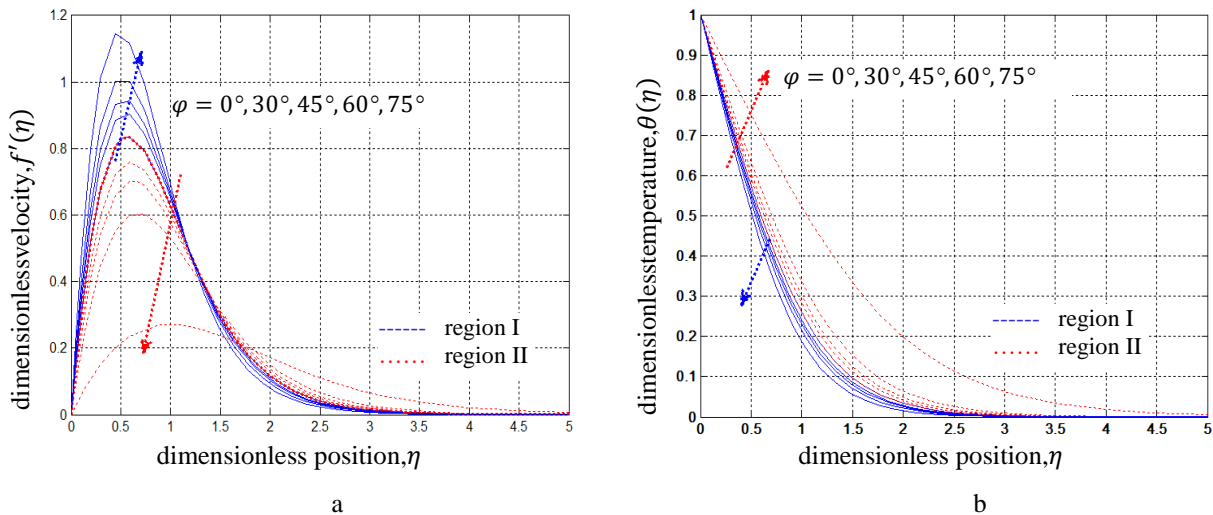 dimensionlessvelocity,f′(η)
1.2
1
0.8
0.6
0.4
0.2
0
φ = 0°, 30°, 45°, 60°, 75°
region I
region II
0 0.5 1 1.5 2 2.5 3 3.5 4 4.5 5
dimensionless position,η
a
dimensionlesstemperature,θ(η)
1
0.9
0.8
0.7
0.6
0.5
0.4
0.3
0.2
0.1
0
φ = 0°, 30°, 45°, 60°, 75°
region I
region II
0 0.5 1 1.5 2 2.5 3 3.5 4 4.5 5
dimensionless position,η
b